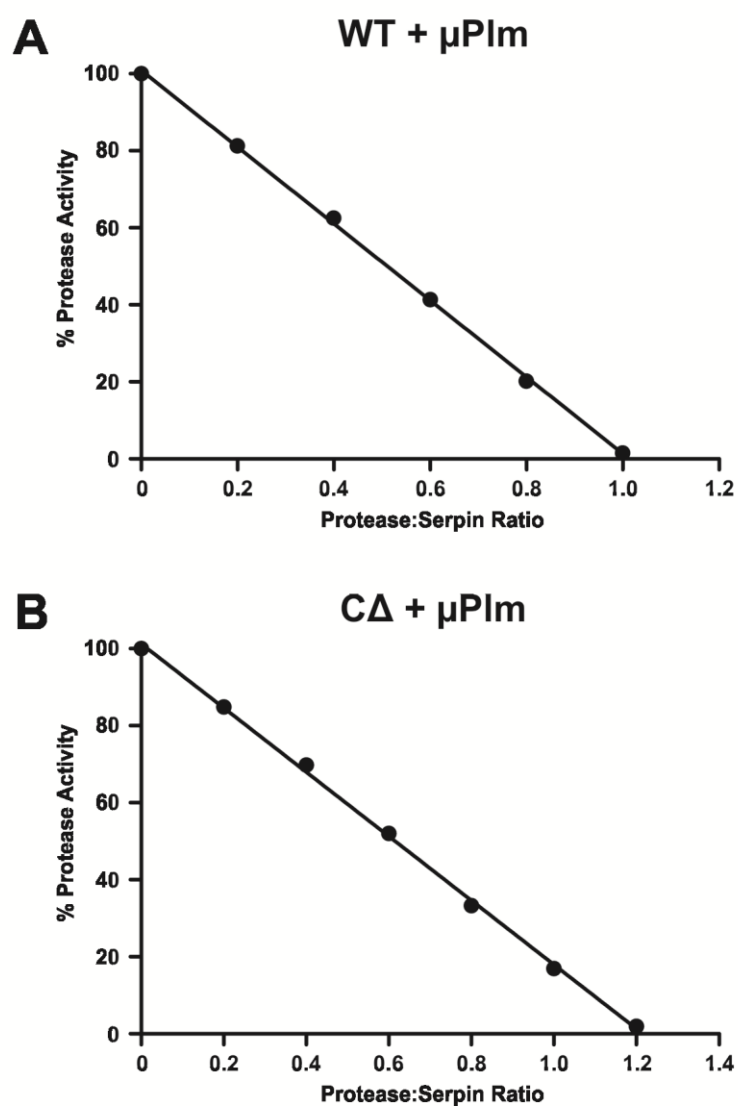 A
WT + µPlm
100
80
60
40
20
0
% Protease Activity
0 0.2 0.4 0.6 0.8 1.0 1.2
Protease:Serpin Ratio
B
CΔ + µPlm
100
80
60
40
20
0
% Protease Activity
0 0.2 0.4 0.6 0.8 1.0 1.2 1.4
Protease:Serpin Ratio